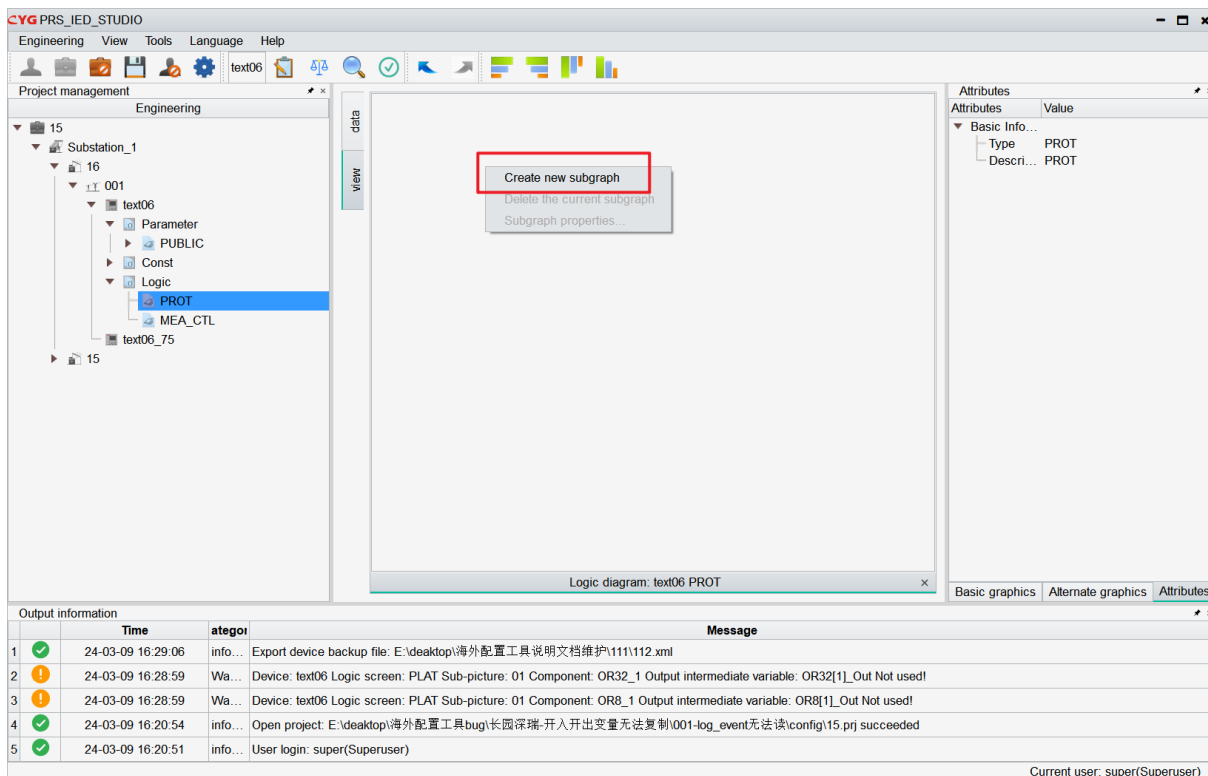 CYG PRS_IED_STUDIO
Engineering View Tools Language Help
text06
Project management
Engineering
15
Substation_1
16
001
text06
Parameter
PUBLIC
Const
Logic
PROT
MEA_CTL
text06_75
15
data
view
Create new subgraph
Delete the current subgraph
Subgraph properties...
Logic diagram: text06 PROT
Attributes
Attributes Value
Basic Info...
Type PROT
Descri... PROT
Basic graphics Alternate graphics Attributes
Output information
Time ategor Message
1 24-03-09 16:29:06 info... Export device backup file: E:\deaktop\海外配置工具说明文档维护\111\112.xml
2 24-03-09 16:28:59 Wa... Device: text06 Logic screen: PLAT Sub-picture: 01 Component: OR32_1 Output intermediate variable: OR32[1]_Out Not used!
3 24-03-09 16:28:59 Wa... Device: text06 Logic screen: PLAT Sub-picture: 01 Component: OR8_1 Output intermediate variable: OR8[1]_Out Not used!
4 24-03-09 16:20:54 info... Open project: E:\deaktop\海外配置工具bug\长园深瑞-开入开出变量无法复制\001-log_event无法读\config\15.prj succeeded
5 24-03-09 16:20:51 info... User login: super(Superuser)
Current user: super(Superuser)